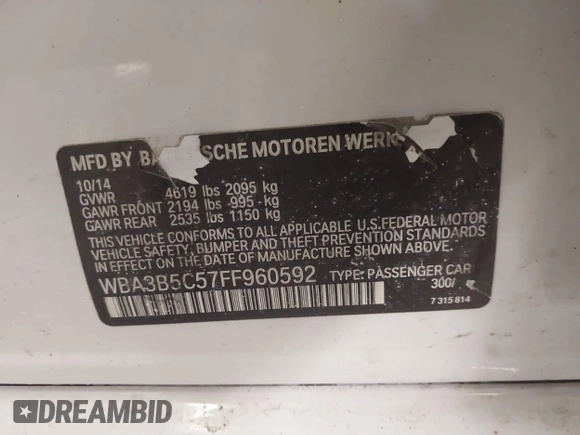 MFD BY BA SCHE MOTOREN WERK
10/14
GVWR 4619 lbs 2095 kg
GAWR FRONT 2194 lbs -995- kg
GAWR REAR 2535 lbs 1150 kg
THIS VEHICLE CONFORMS TO ALL APPLICABLE U.S.FEDERAL MOTOR
VEHICLE SAFETY, BUMPER AND THEFT PREVENTION STANDARDS
IN EFFECT ON THE DATE OF MANUFACTURE SHOWN ABOVE.
WBA3B5C57FF960592 TYPE: PASSENGER CAR
300/
7 315 814
DREAMBID